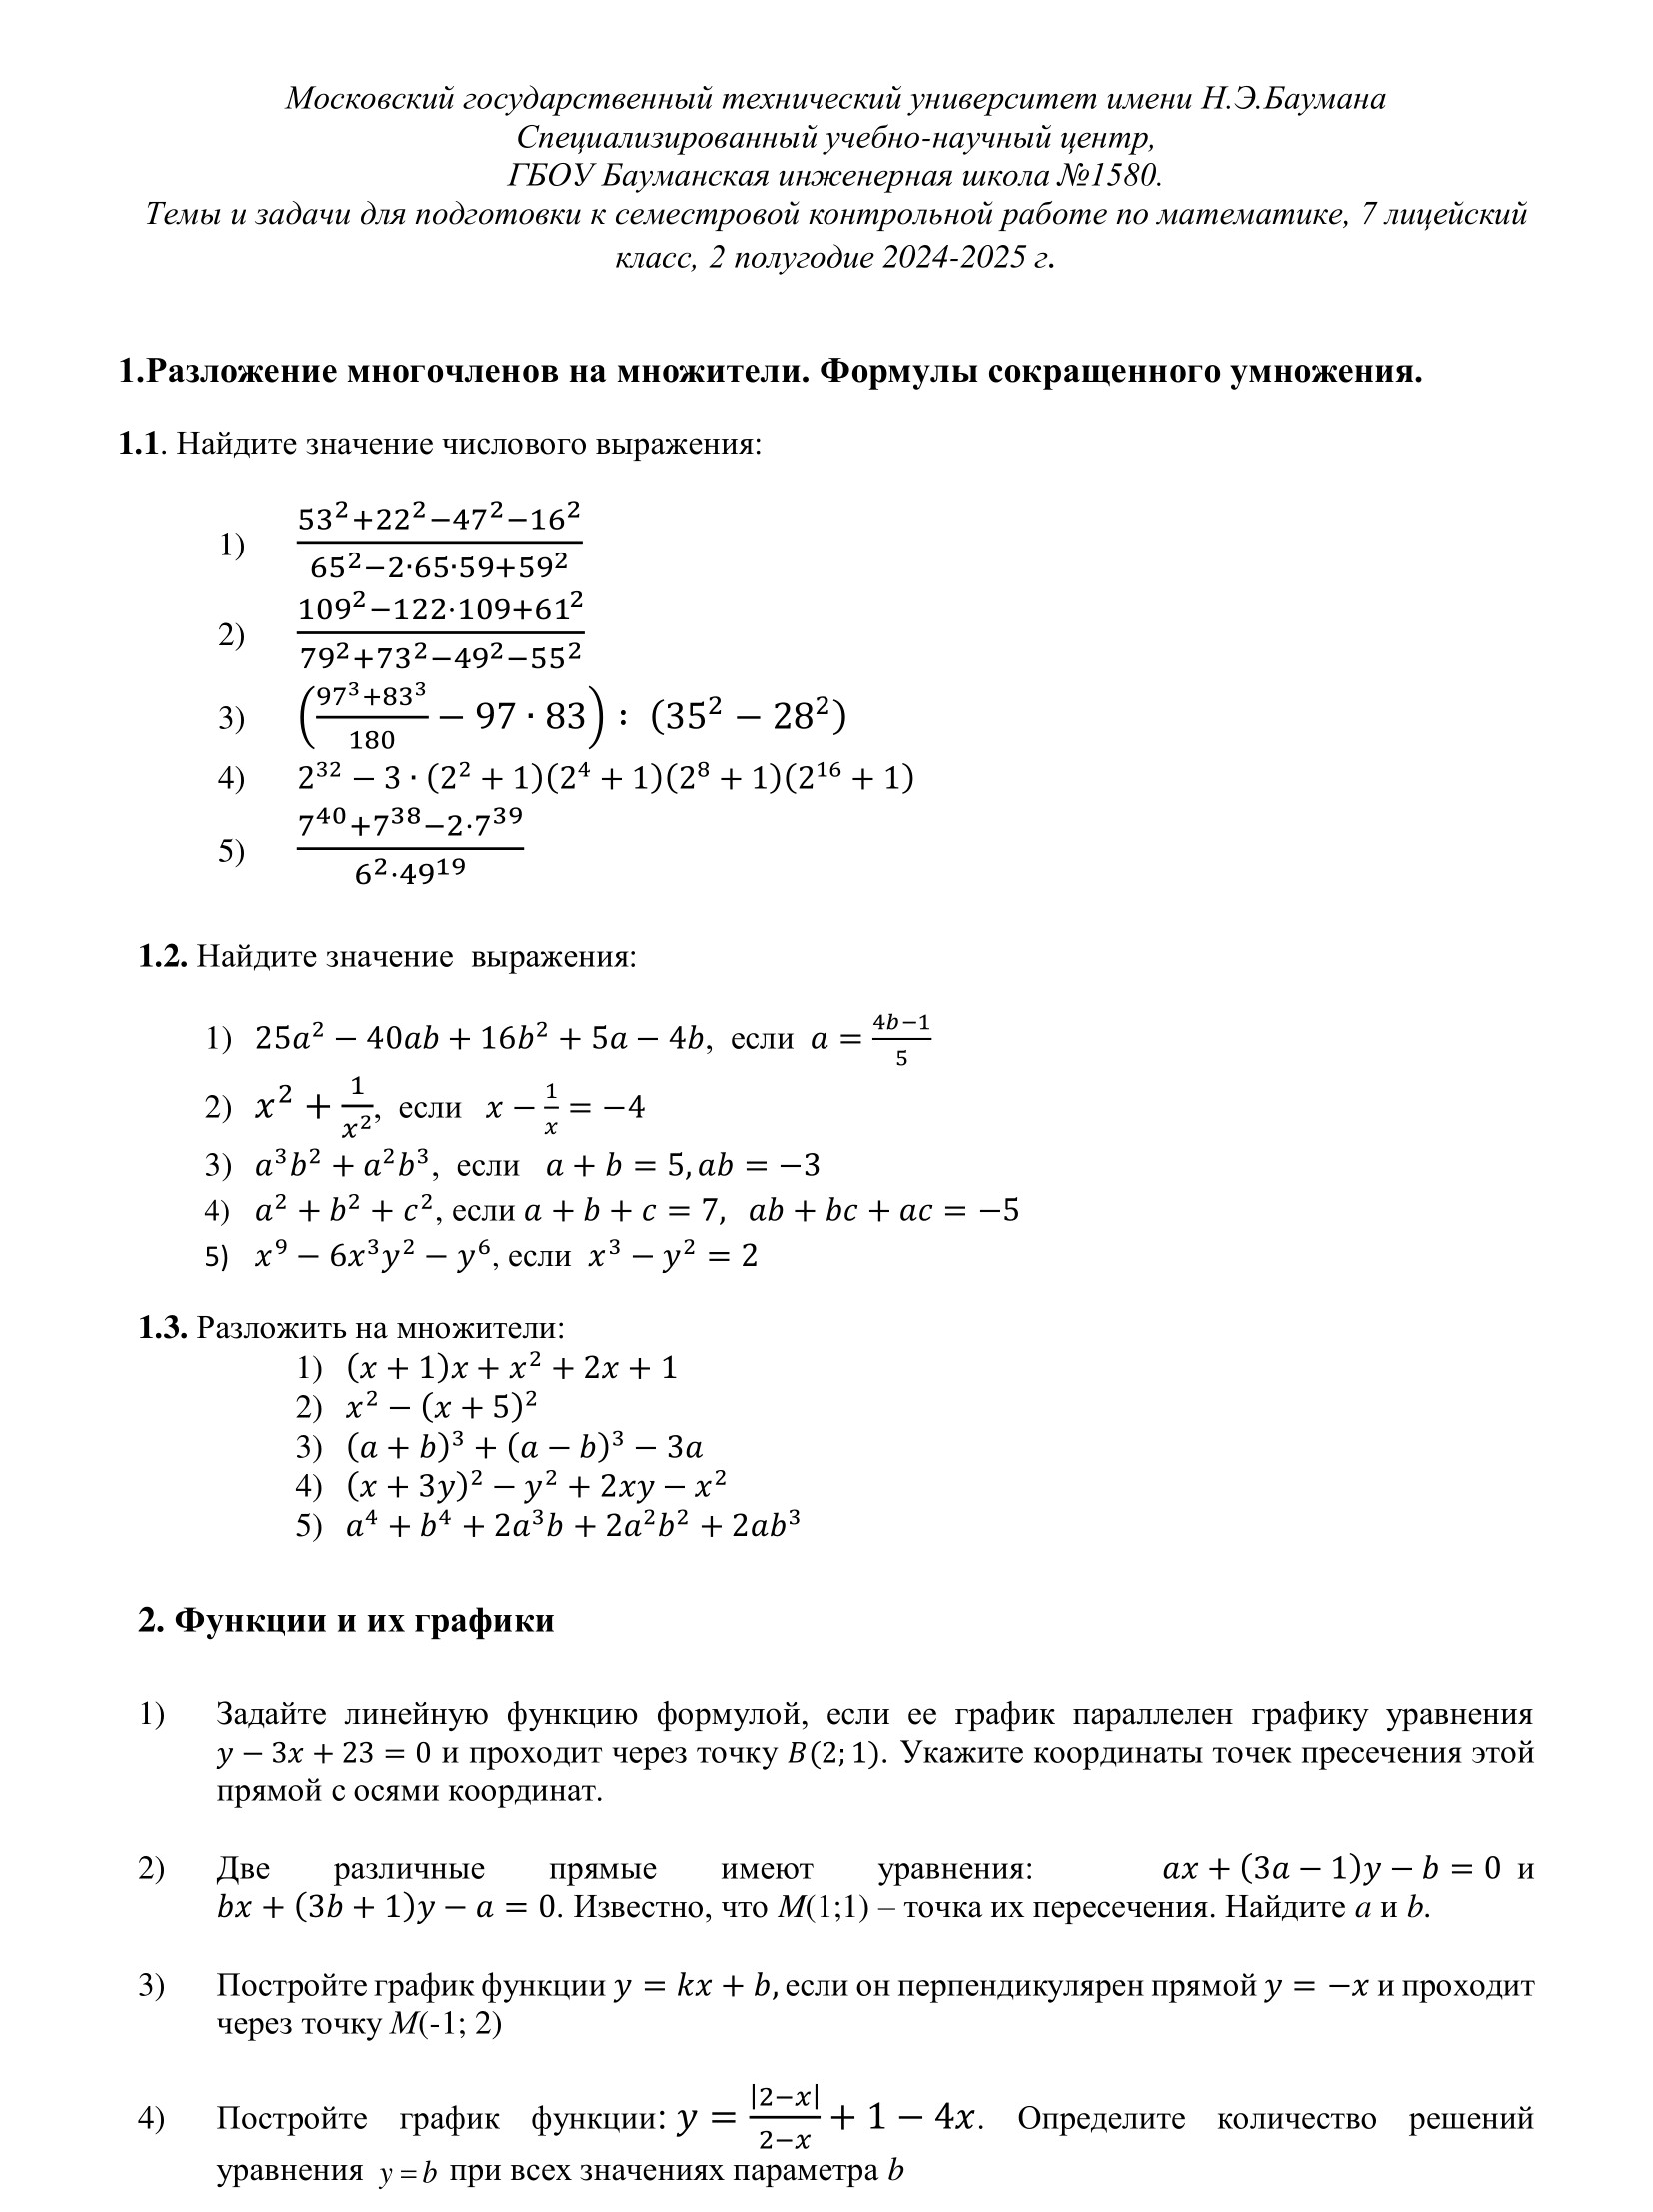 Московский государственный технический университет имени Н.Э.Баумана
Специализированный учебно-научный центр,
ГБОУ Бауманская инженерная школа №1580.
Темы и задачи для подготовки к семестровой контрольной работе по математике, 7 лицейский
класс, 2 полугодие 2024-2025 г.
1.Разложение многочленов на множители. Формулы сокращенного умножения.
1.1. Найдите значение числового выражения:
1) \frac{53^2+22^2-47^2-16^2}{65^2-2·65·59+59^2}
2) \frac{109^2-122·109+61^2}{79^2+73^2-49^2-55^2}
3) (\frac{97^3+83^3}{180} − 97 · 83) : (35^2 − 28^2)
4) 2^{32} − 3 · (2^2 + 1)(2^4 + 1)(2^8 + 1)(2^{16} + 1)
5) \frac{7^{40}+7^{38}-2·7^{39}}{6^2·49^{19}}
1.2. Найдите значение выражения:
1) 25a^2 − 40ab + 16b^2 + 5a − 4b, если a = \frac{4b-1}{5}
2) x^2 + \frac{1}{x^2}, если x − \frac{1}{x} = −4
3) a^3b^2 + a^2b^3, если a + b = 5, ab = −3
4) a^2 + b^2 + c^2, если a + b + c = 7, ab + bc + ac = −5
5) x^9 − 6x^3y^2 − y^6, если x^3 − y^2 = 2
1.3. Разложить на множители:
1) (x + 1)x + x^2 + 2x + 1
2) x^2 − (x + 5)^2
3) (a + b)^3 + (a − b)^3 − 3a
4) (x + 3y)^2 − y^2 + 2xy − x^2
5) a^4 + b^4 + 2a^3b + 2a^2b^2 + 2ab^3
2. Функции и их графики
1) Задайте линейную функцию формулой, если ее график параллелен графику уравнения
y − 3x + 23 = 0 и проходит через точку B(2; 1). Укажите координаты точек пресечения этой
прямой с осями координат.
2) Две различные прямые имеют уравнения: ax + (3a − 1)y − b = 0 и
bx + (3b + 1)y − a = 0. Известно, что M(1;1) – точка их пересечения. Найдите a и b.
3) Постройте график функции y = kx + b, если он перпендикулярен прямой y = −x и проходит
через точку M(-1; 2)
4) Постройте график функции: y = \frac{|2-x|}{2-x} + 1 − 4x. Определите количество решений
уравнения y = b при всех значениях параметра b